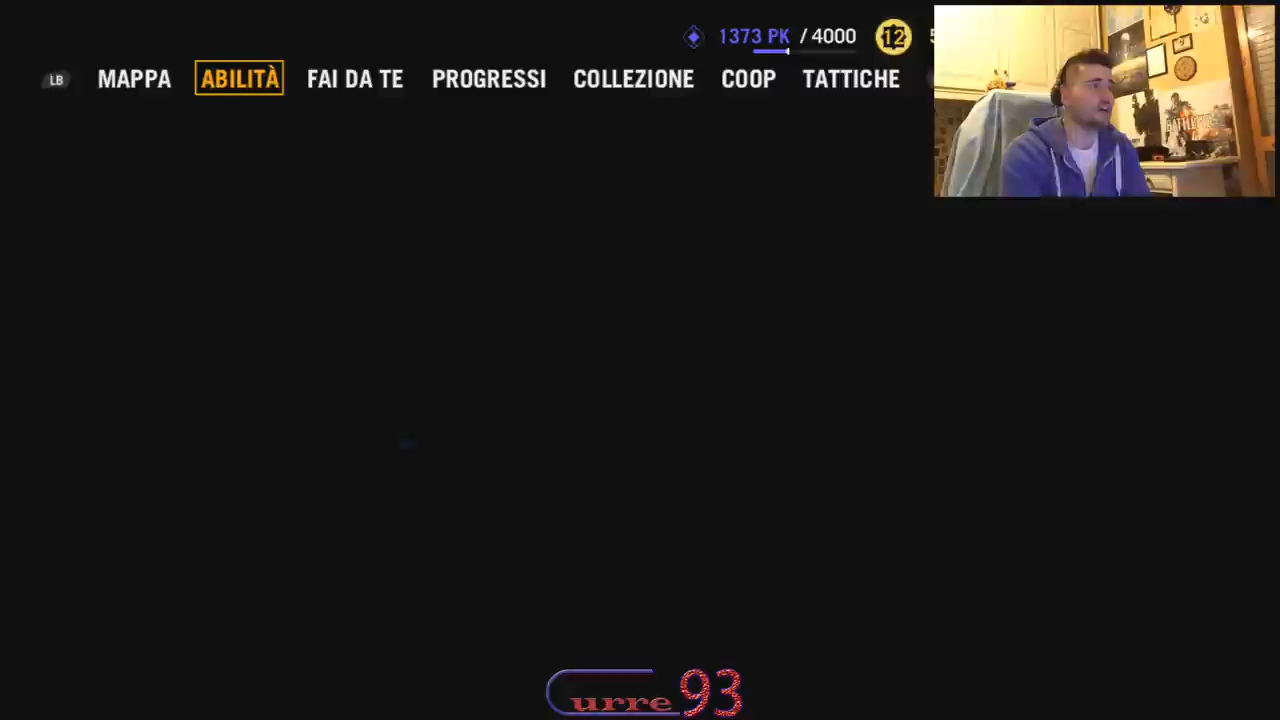 1373 PK / 4000
12
LB MAPPA ABILITÀ FAI DA TE PROGRESSI COLLEZIONE COOP TATTICHE
urre 93